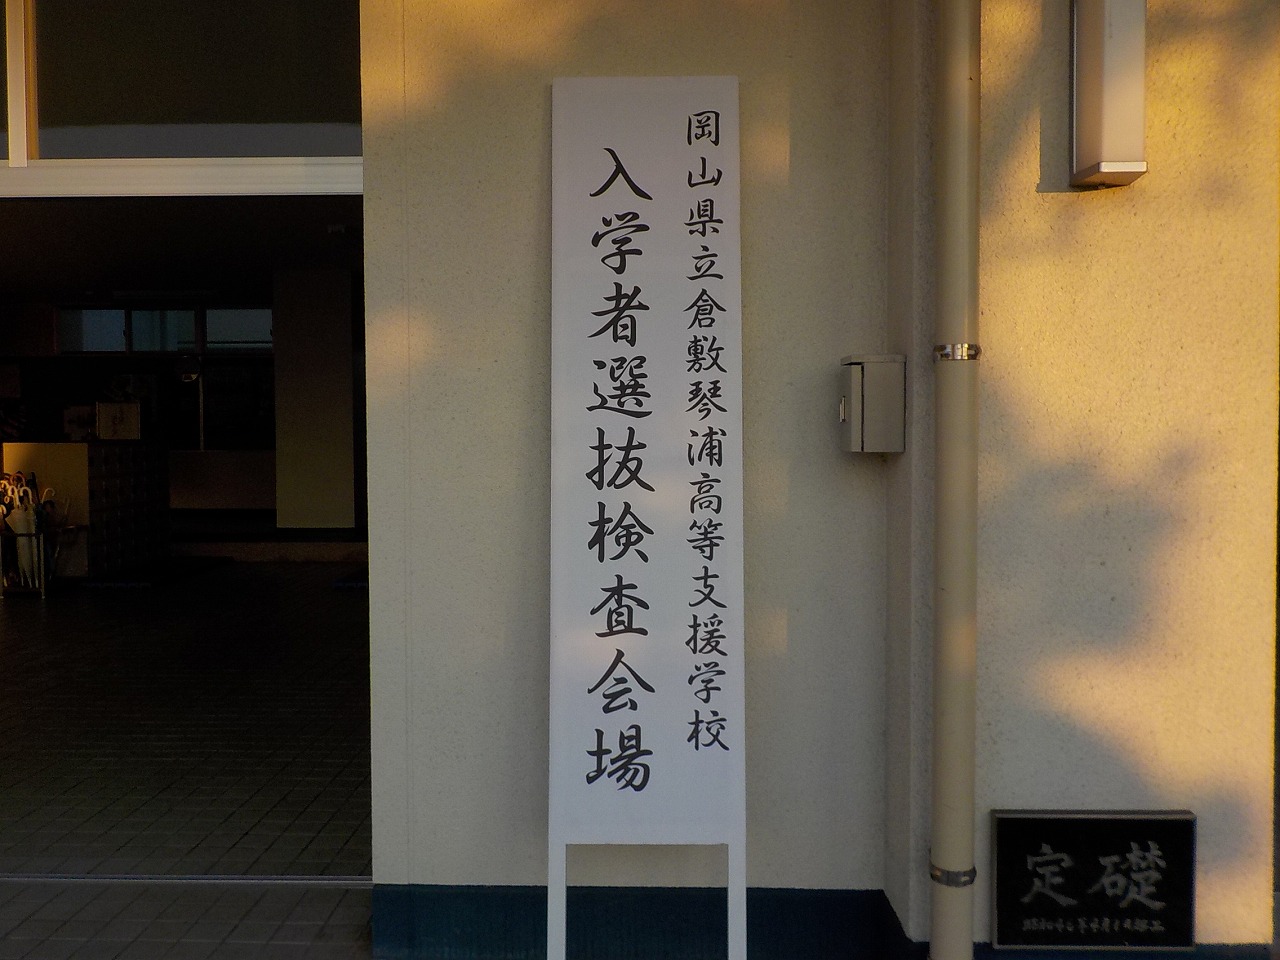 岡山県立倉敷琴浦高等支援学校
入学者選抜検査会場
定礎